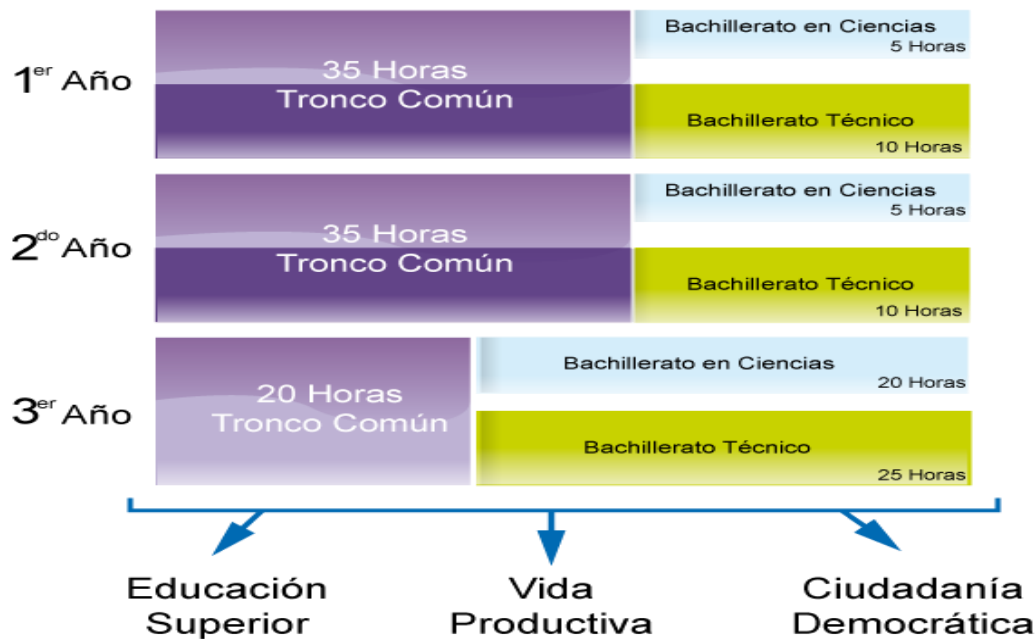 1er Año
35 Horas
Tronco Común
Bachillerato en Ciencias
5 Horas
Bachillerato Técnico
10 Horas
2do Año
35 Horas
Tronco Común
Bachillerato en Ciencias
5 Horas
Bachillerato Técnico
10 Horas
3er Año
20 Horas
Tronco Común
Bachillerato en Ciencias
20 Horas
Bachillerato Técnico
25 Horas
Educación
Superior
Vida
Productiva
Ciudadanía
Democrática